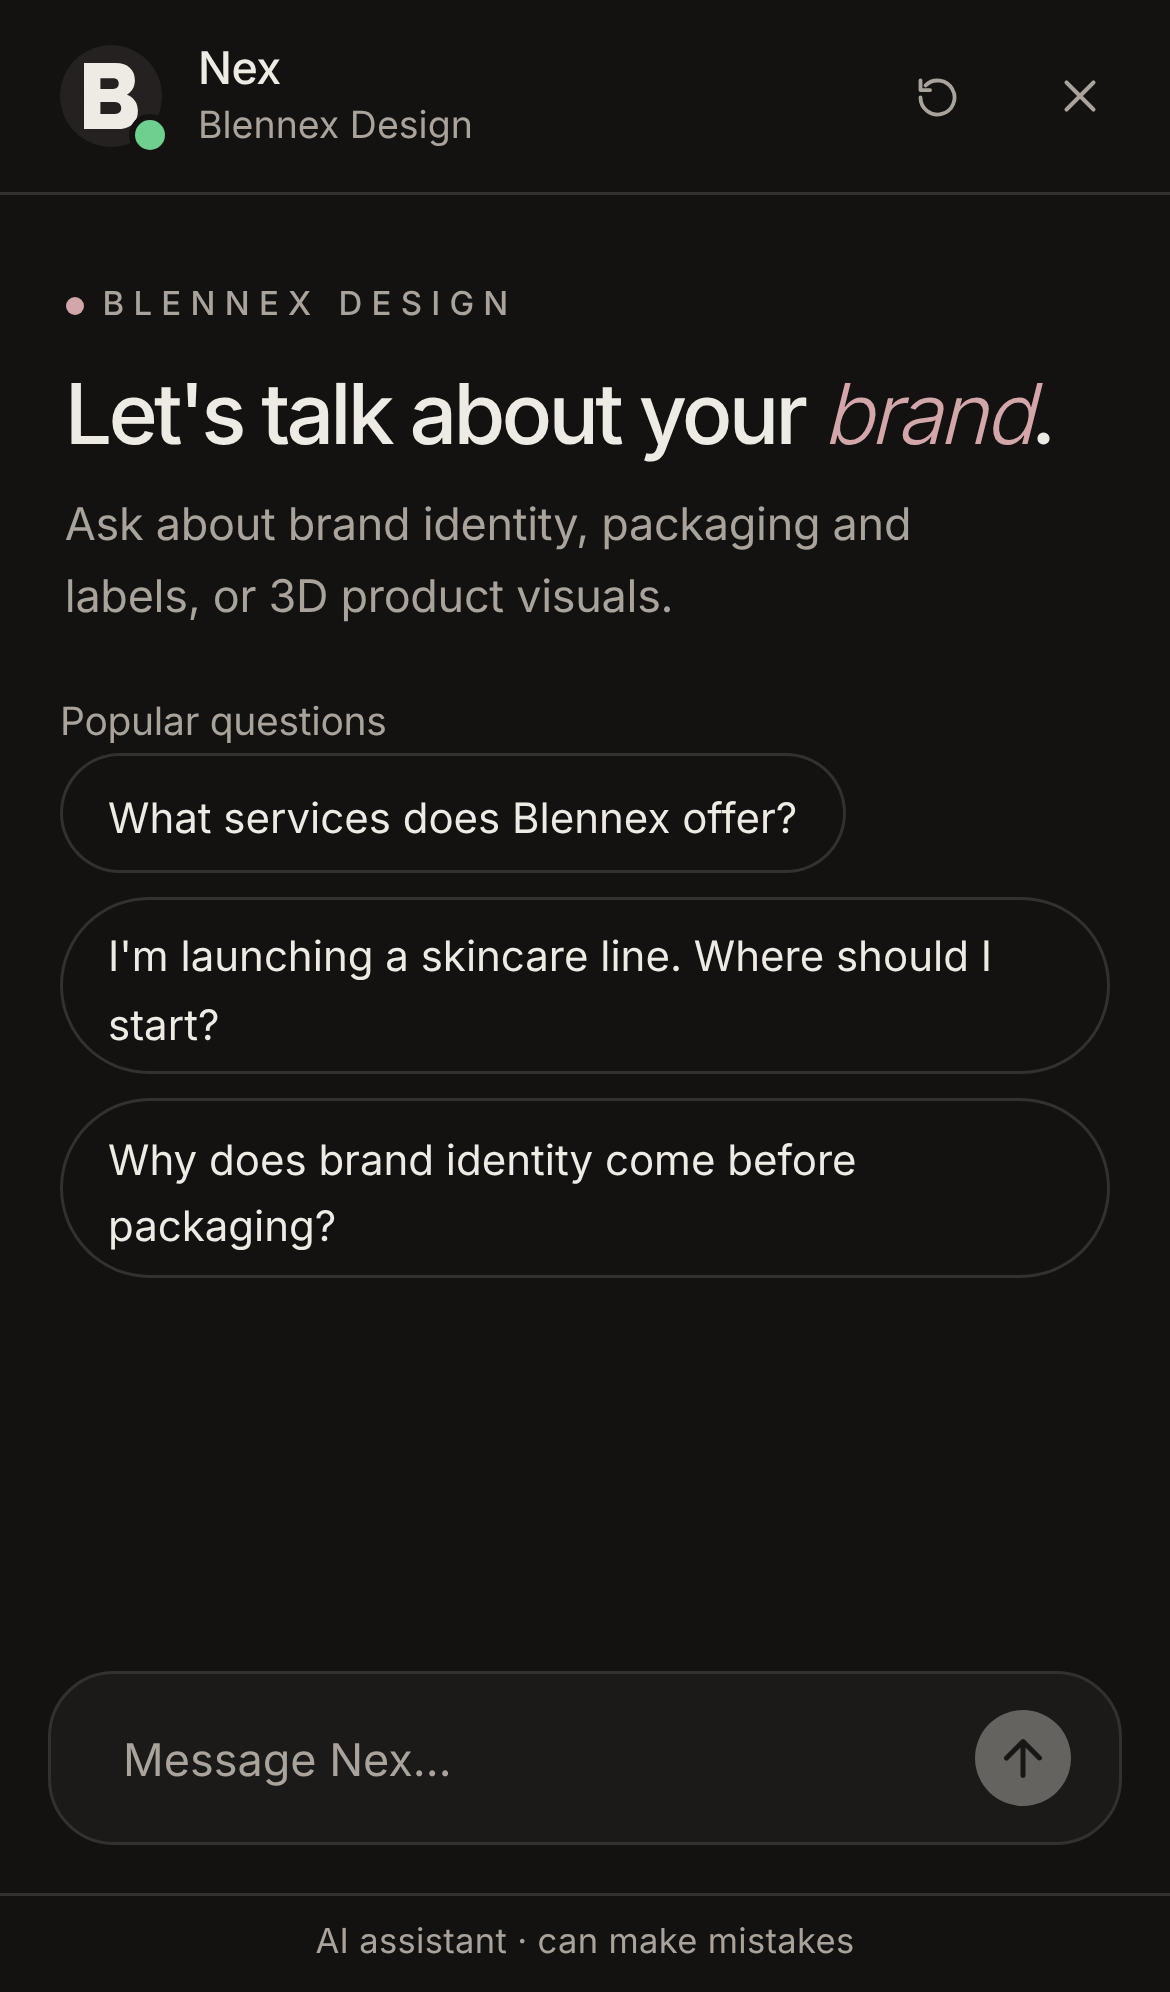 B
Nex
Blennex Design
BLENNEX DESIGN
Let's talk about your brand.
Ask about brand identity, packaging and
labels, or 3D product visuals.
Popular questions
What services does Blennex offer?
I'm launching a skincare line. Where should I
start?
Why does brand identity come before
packaging?
Message Nex...
AI assistant · can make mistakes